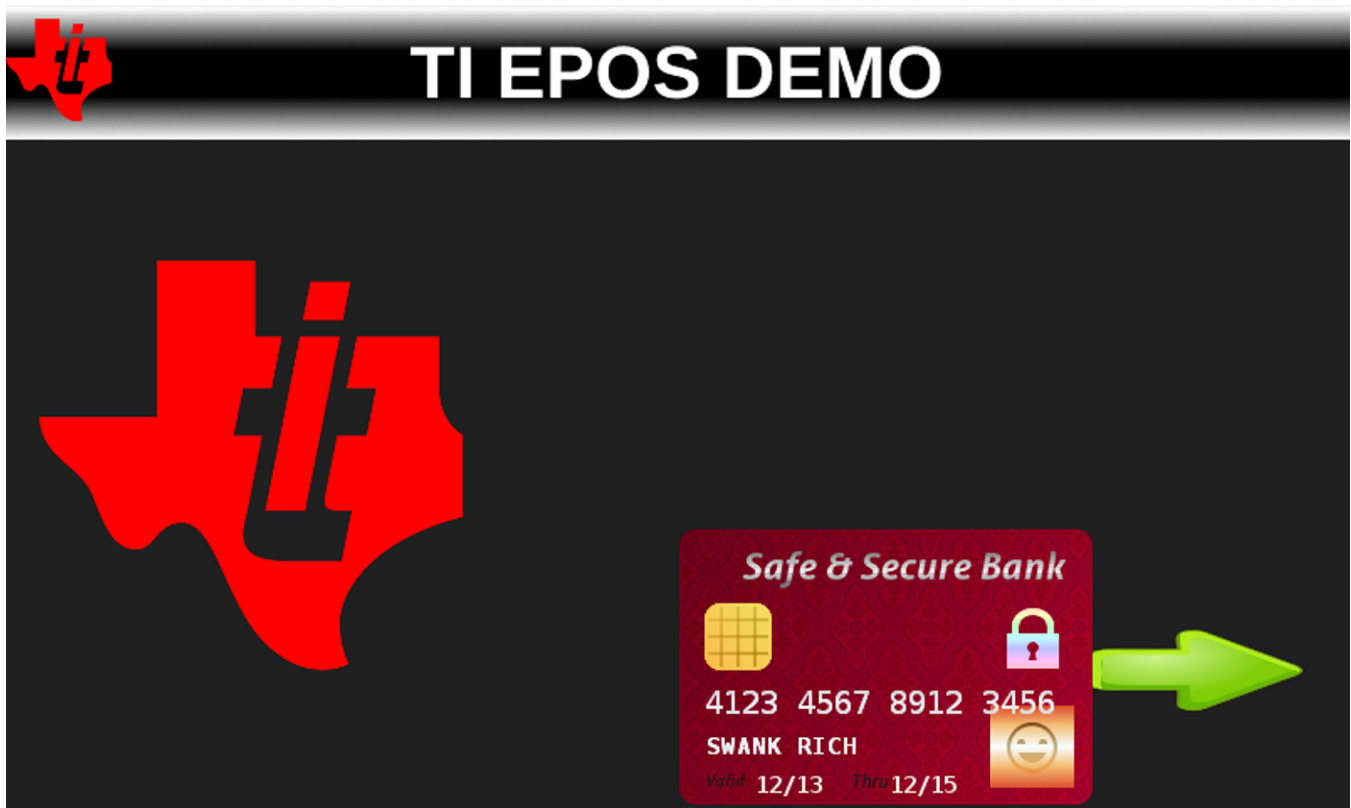 TI EPOS DEMO
Safe & Secure Bank
4123 4567 8912 3456
SWANK RICH
Valid 12/13 Thru 12/15